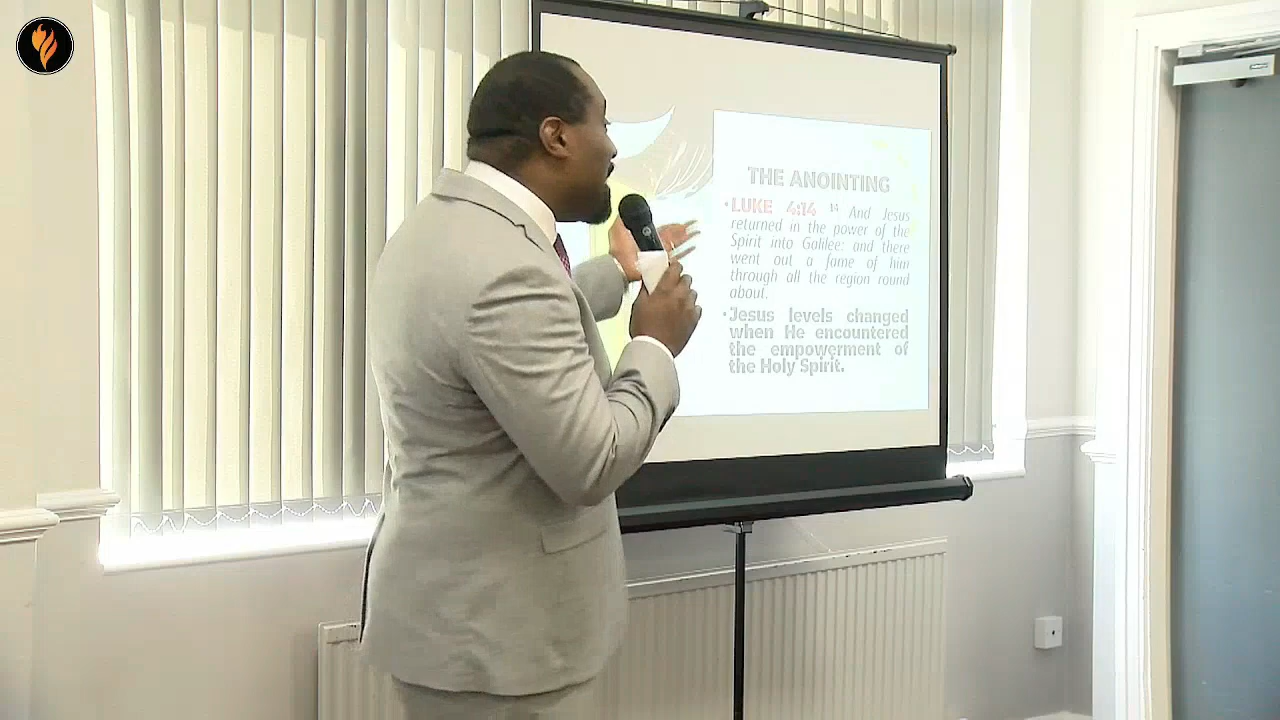 THE ANOINTING
•LUKE 4:14 14 And Jesus
returned in the power of the
Spirit into Galilee: and there
went out a fame of him
through all the region round
about.
•Jesus levels changed
when He encountered
the empowerment of
the Holy Spirit.